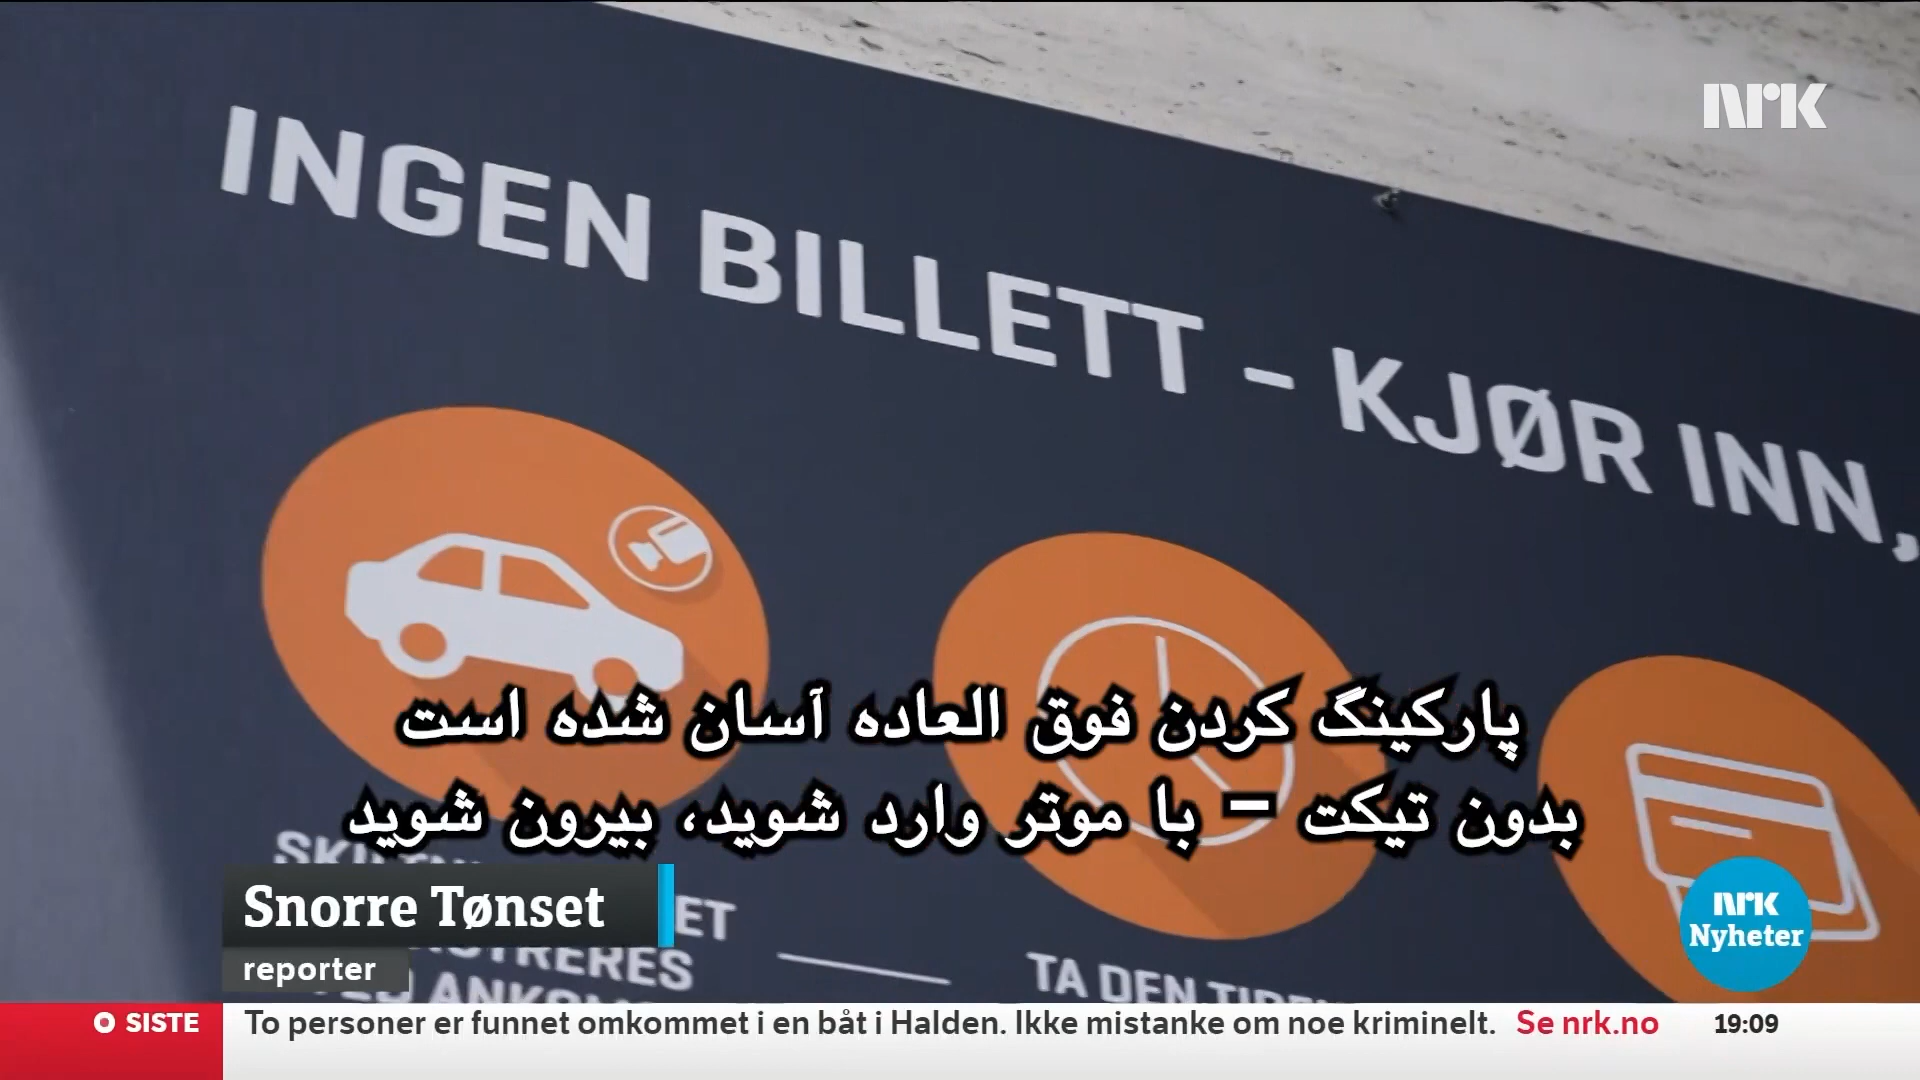 nrk
INGEN BILLETT - KJØR INN,
پارکینگ کردن فوق العاده آسان شده است
بدون تیکت - با موتر وارد شوید، بیرون شوید
ET
TA DEN
Snorre Tønset
reporter
nrk
Nyheter
SISTE
To personer er funnet omkommet i en båt i Halden. Ikke mistanke om noe kriminelt. Se nrk.no
19:09